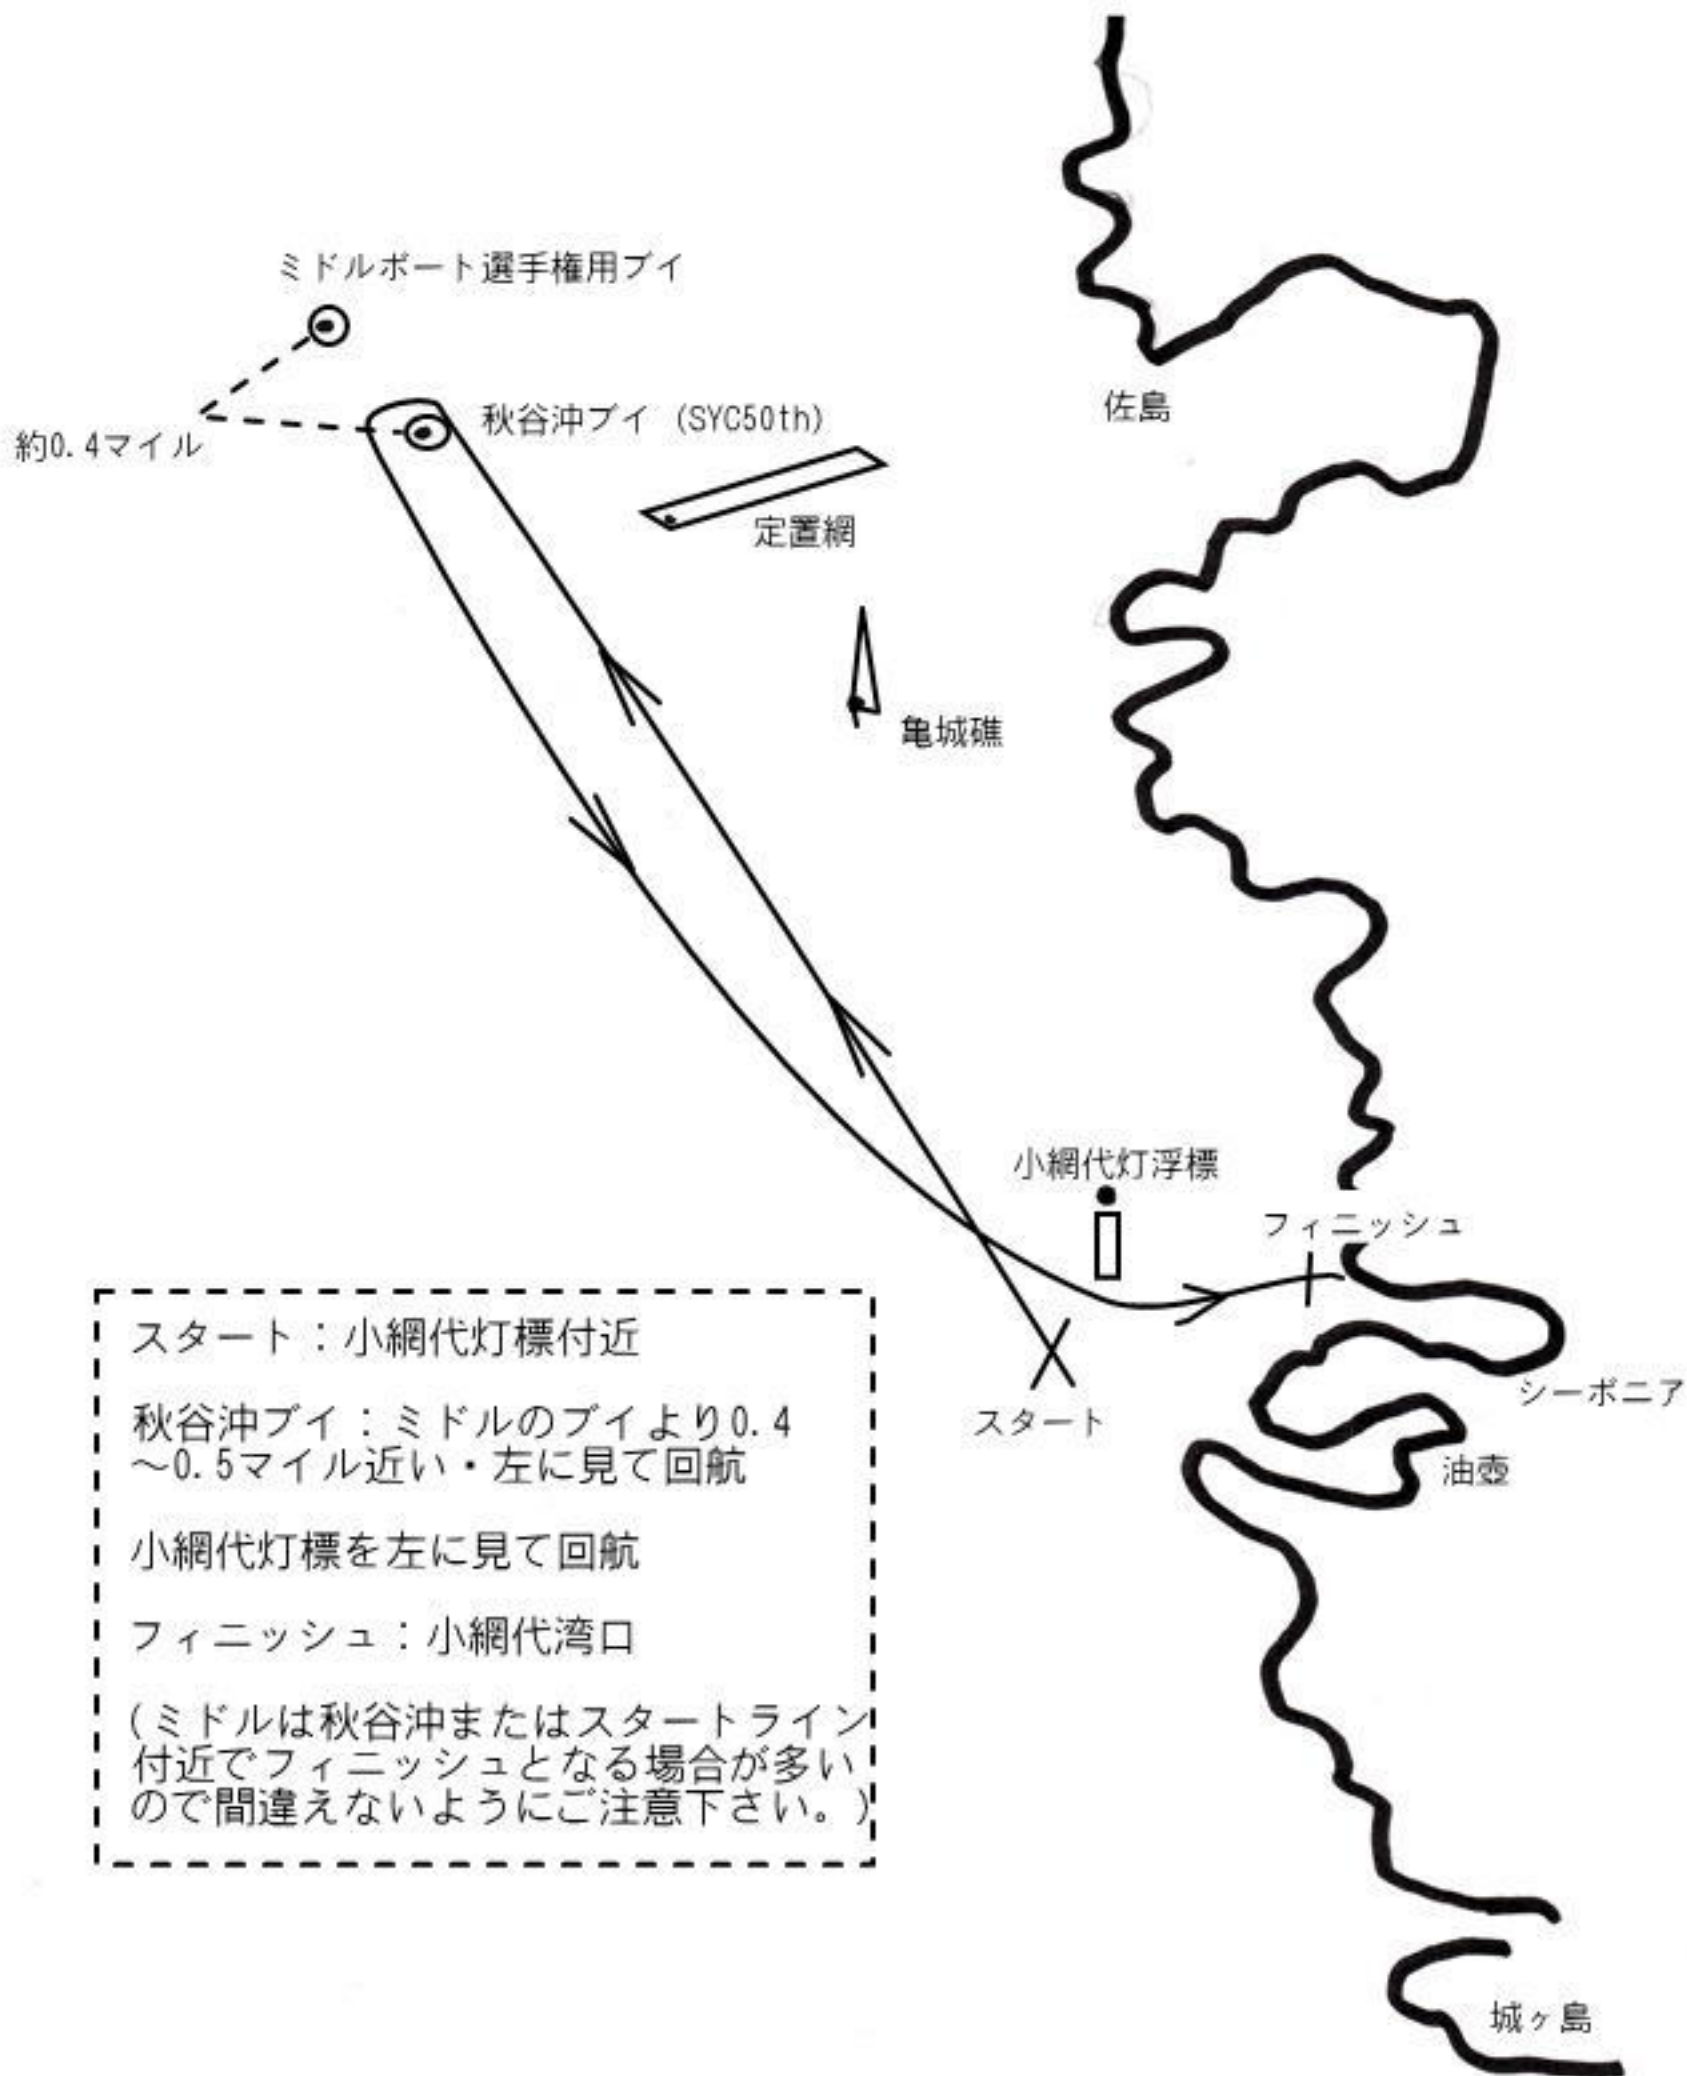 ミドルボート選手権用ブイ
秋谷沖ブイ (SYC50th)
約0.4マイル
佐島
定置網
亀城礁
小網代灯浮標
フィニッシュ
シーボニア
スタート
油壺
スタート：小網代灯標付近
秋谷沖ブイ：ミドルのブイより0.4
～0.5マイル近い・左に見て回航
小網代灯標を左に見て回航
フィニッシュ：小網代湾口
(ミドルは秋谷沖またはスタートライン
付近でフィニッシュとなる場合が多い
ので間違えないようにご注意下さい。)
城ヶ島